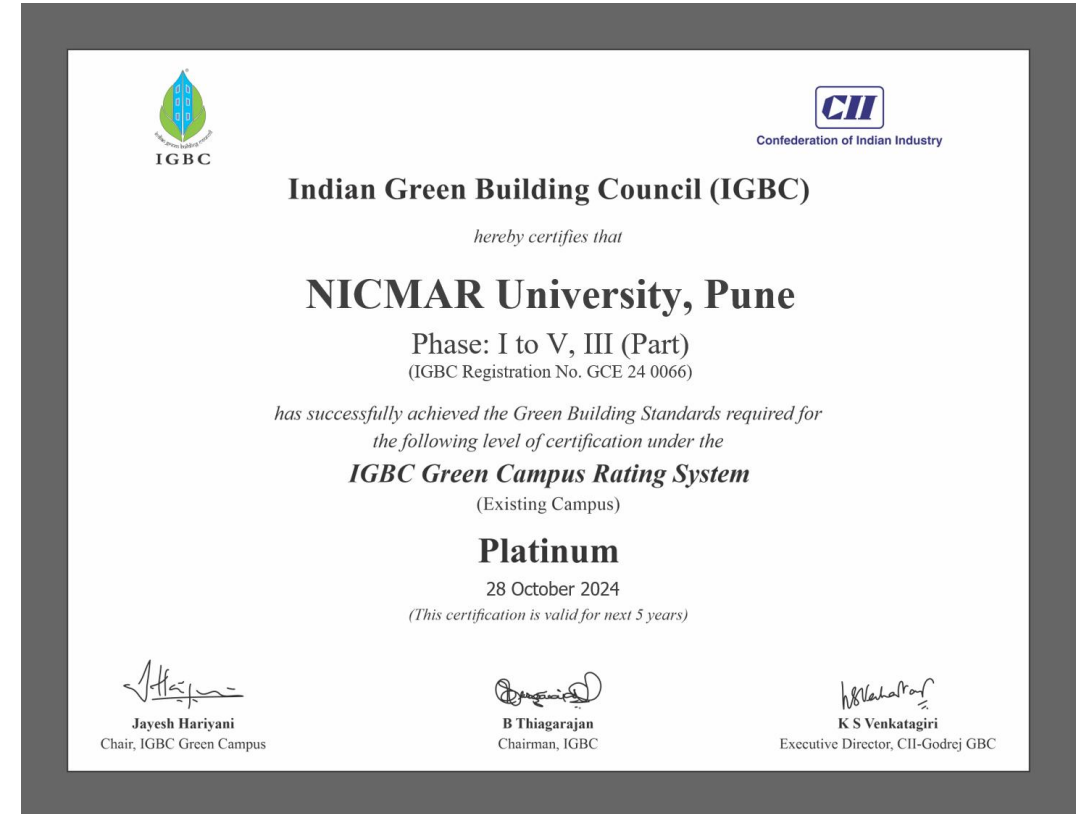 indian green building council
IGBC
CII
Confederation of Indian Industry
Indian Green Building Council (IGBC)
hereby certifies that
NICMAR University, Pune
Phase: I to V, III (Part)
(IGBC Registration No. GCE 24 0066)
has successfully achieved the Green Building Standards required for
the following level of certification under the
IGBC Green Campus Rating System
(Existing Campus)
Platinum
28 October 2024
(This certification is valid for next 5 years)
Jayesh Hariyani
Chair, IGBC Green Campus
B Thiagarajan
Chairman, IGBC
K S Venkatagiri
Executive Director, CII-Godrej GBC